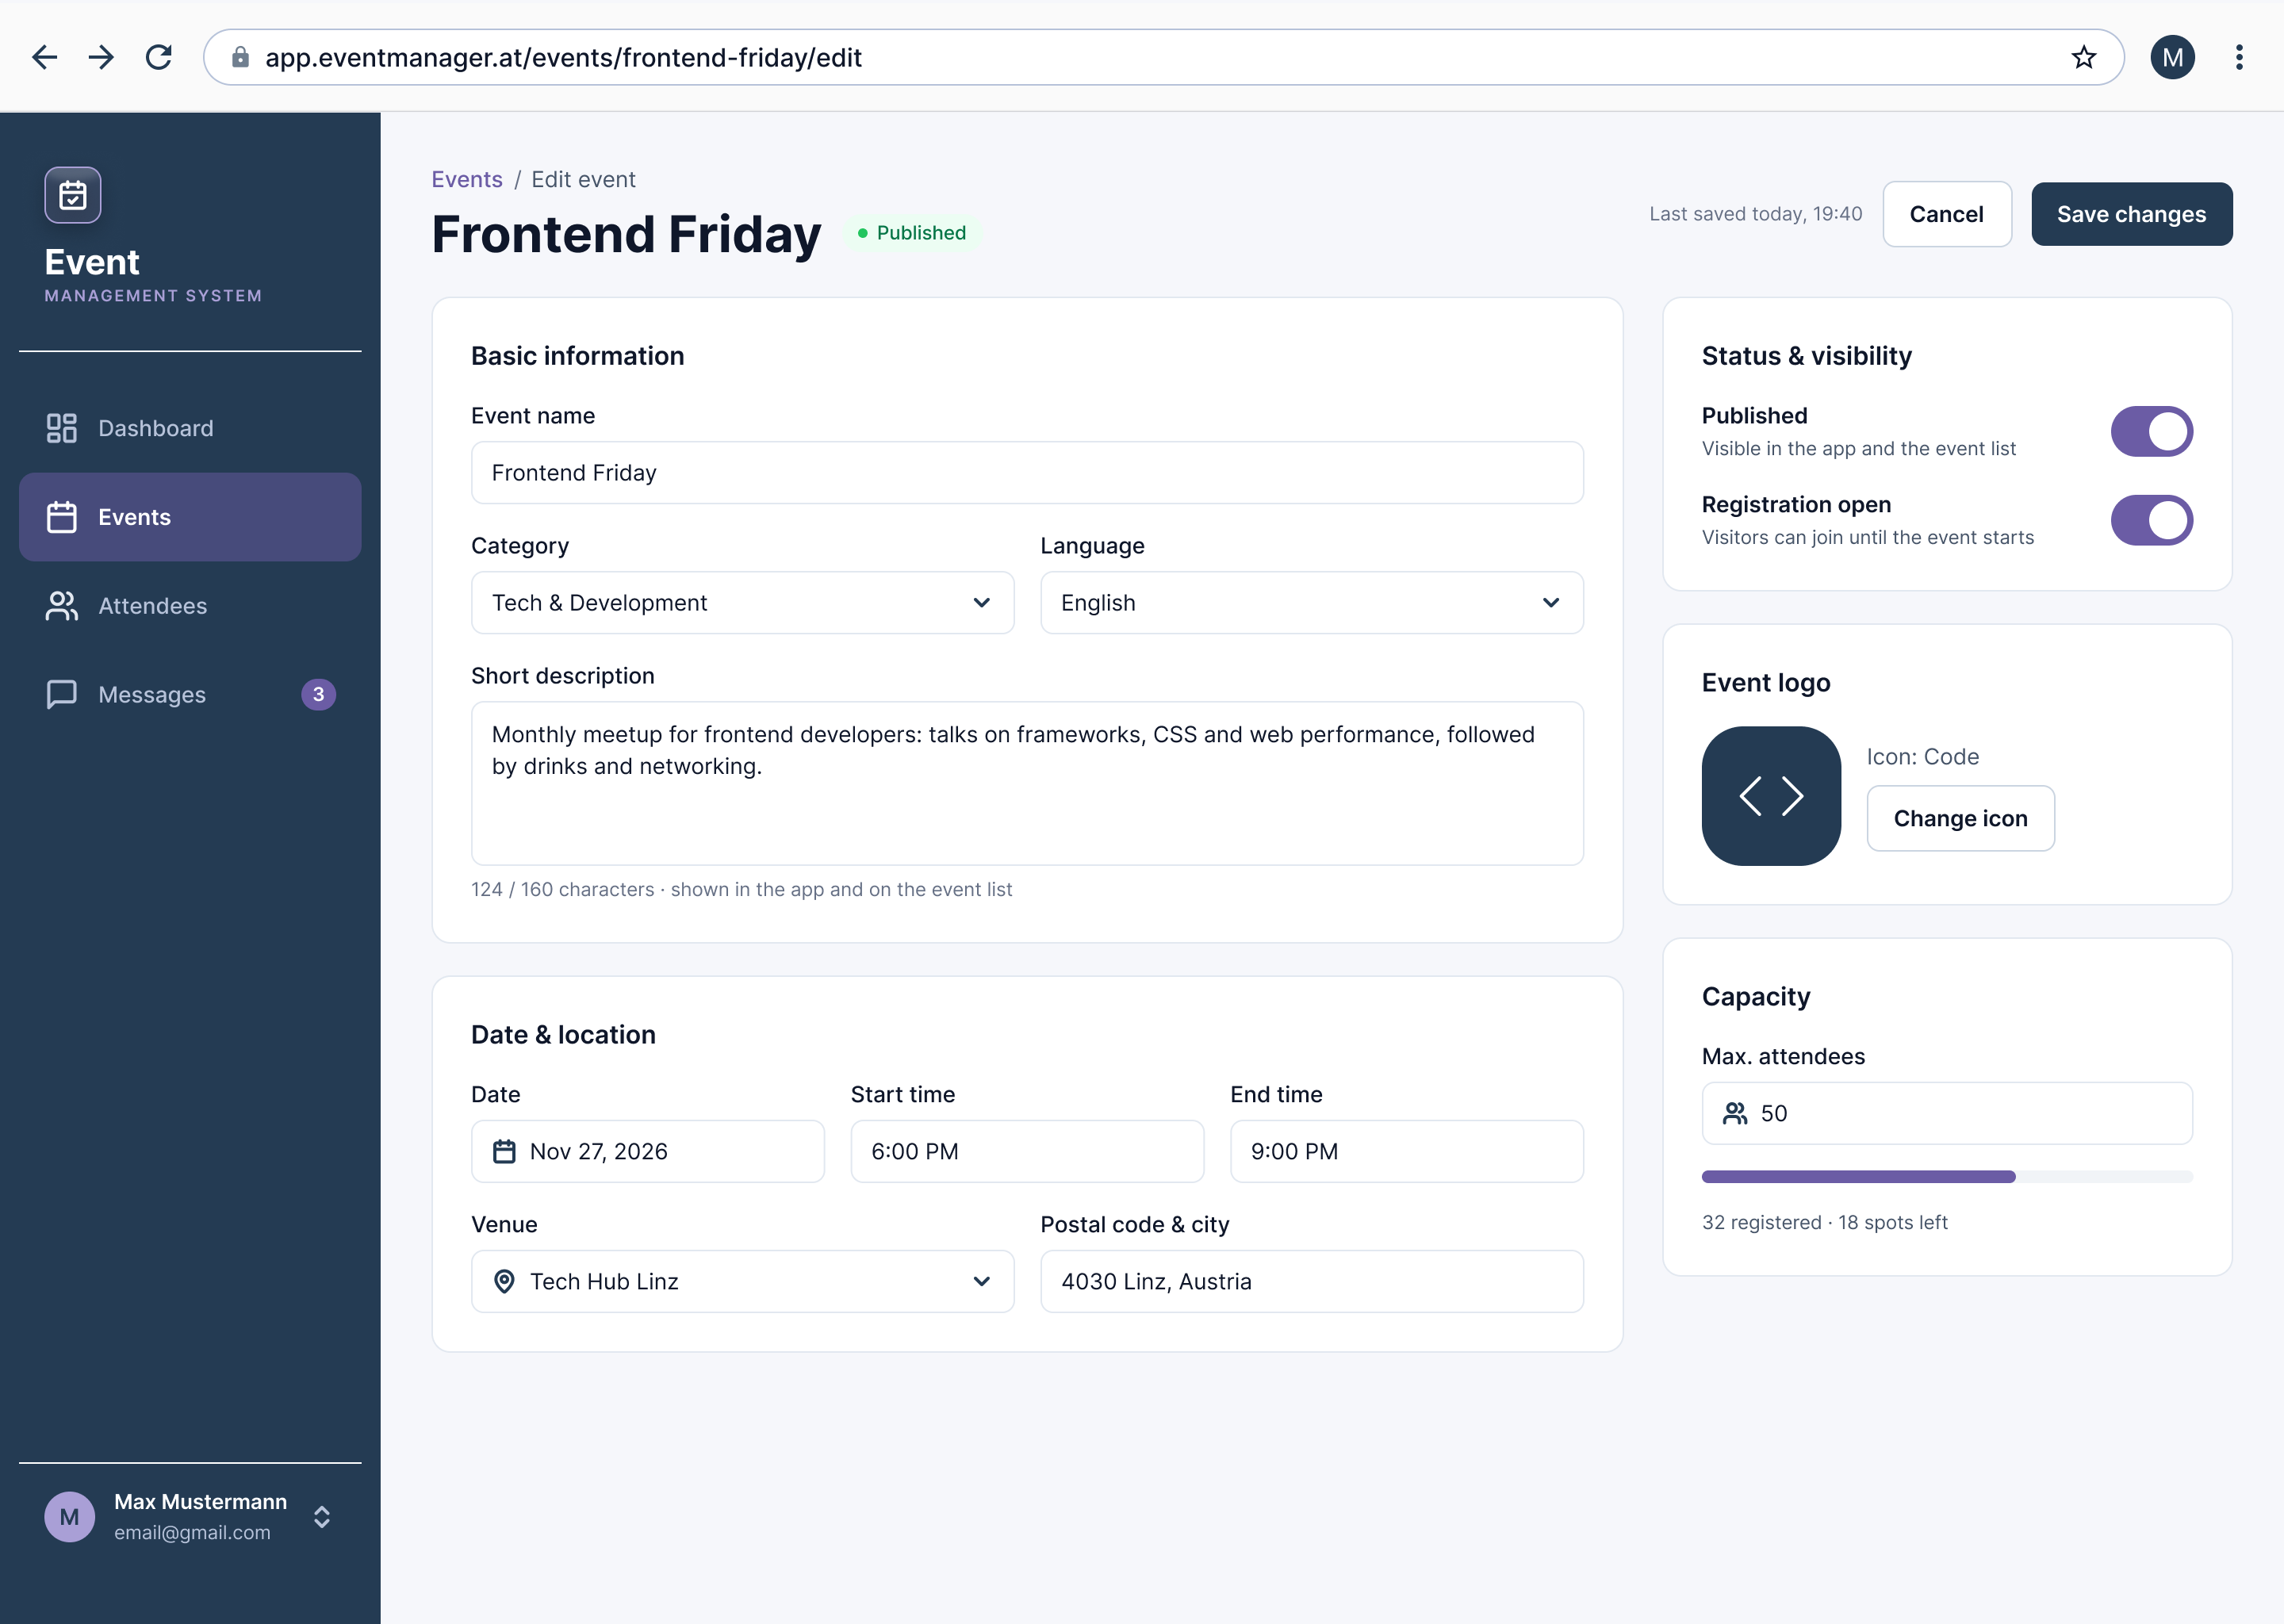 app.eventmanager.at/events/frontend-friday/edit
M
Event
MANAGEMENT SYSTEM
Dashboard
Events
Attendees
Messages
3
M
Max Mustermann
email@gmail.com
Events / Edit event
Frontend Friday
Published
Last saved today, 19:40
Cancel
Save changes
Basic information
Event name
Frontend Friday
Category
Language
Tech & Development
English
Short description
Monthly meetup for frontend developers: talks on frameworks, CSS and web performance, followed
by drinks and networking.
124 / 160 characters · shown in the app and on the event list
Date & location
Date
Start time
End time
Nov 27, 2026
6:00 PM
9:00 PM
Venue
Postal code & city
Tech Hub Linz
4030 Linz, Austria
Status & visibility
Published
Visible in the app and the event list
Registration open
Visitors can join until the event starts
Event logo
Icon: Code
Change icon
Capacity
Max. attendees
50
32 registered · 18 spots left